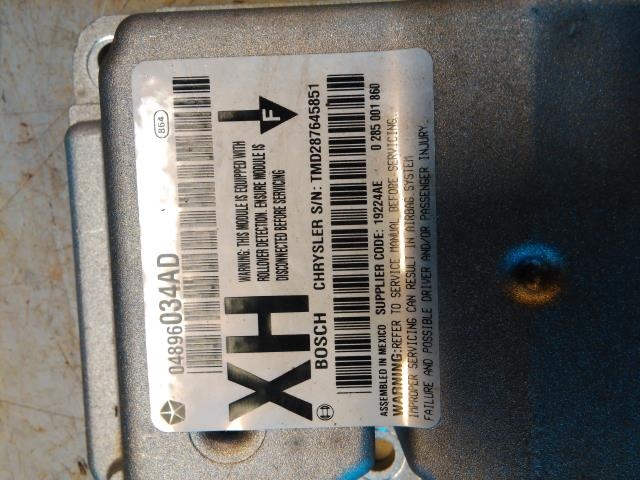 864
04896034AD
XH
WARNING: THIS MODULE IS EQUIPPED WITH
ROLLOVER DETECTION. ENSURE MODULE IS
DISCONNECTED BEFORE SERVICING
F
BOSCH CHRYSLER S/N: TMD287645851
ASSEMBLED IN MEXICO SUPPLIER CODE: 19224AE 0 285 001 860
WARNING:REFER TO SERVICE MANUAL BEFORE SERVICING.
IMPROPER SERVICING CAN RESULT IN AIRBAG SYSTEM
FAILURE AND POSSIBLE DRIVER AND/OR PASSENGER INJURY.